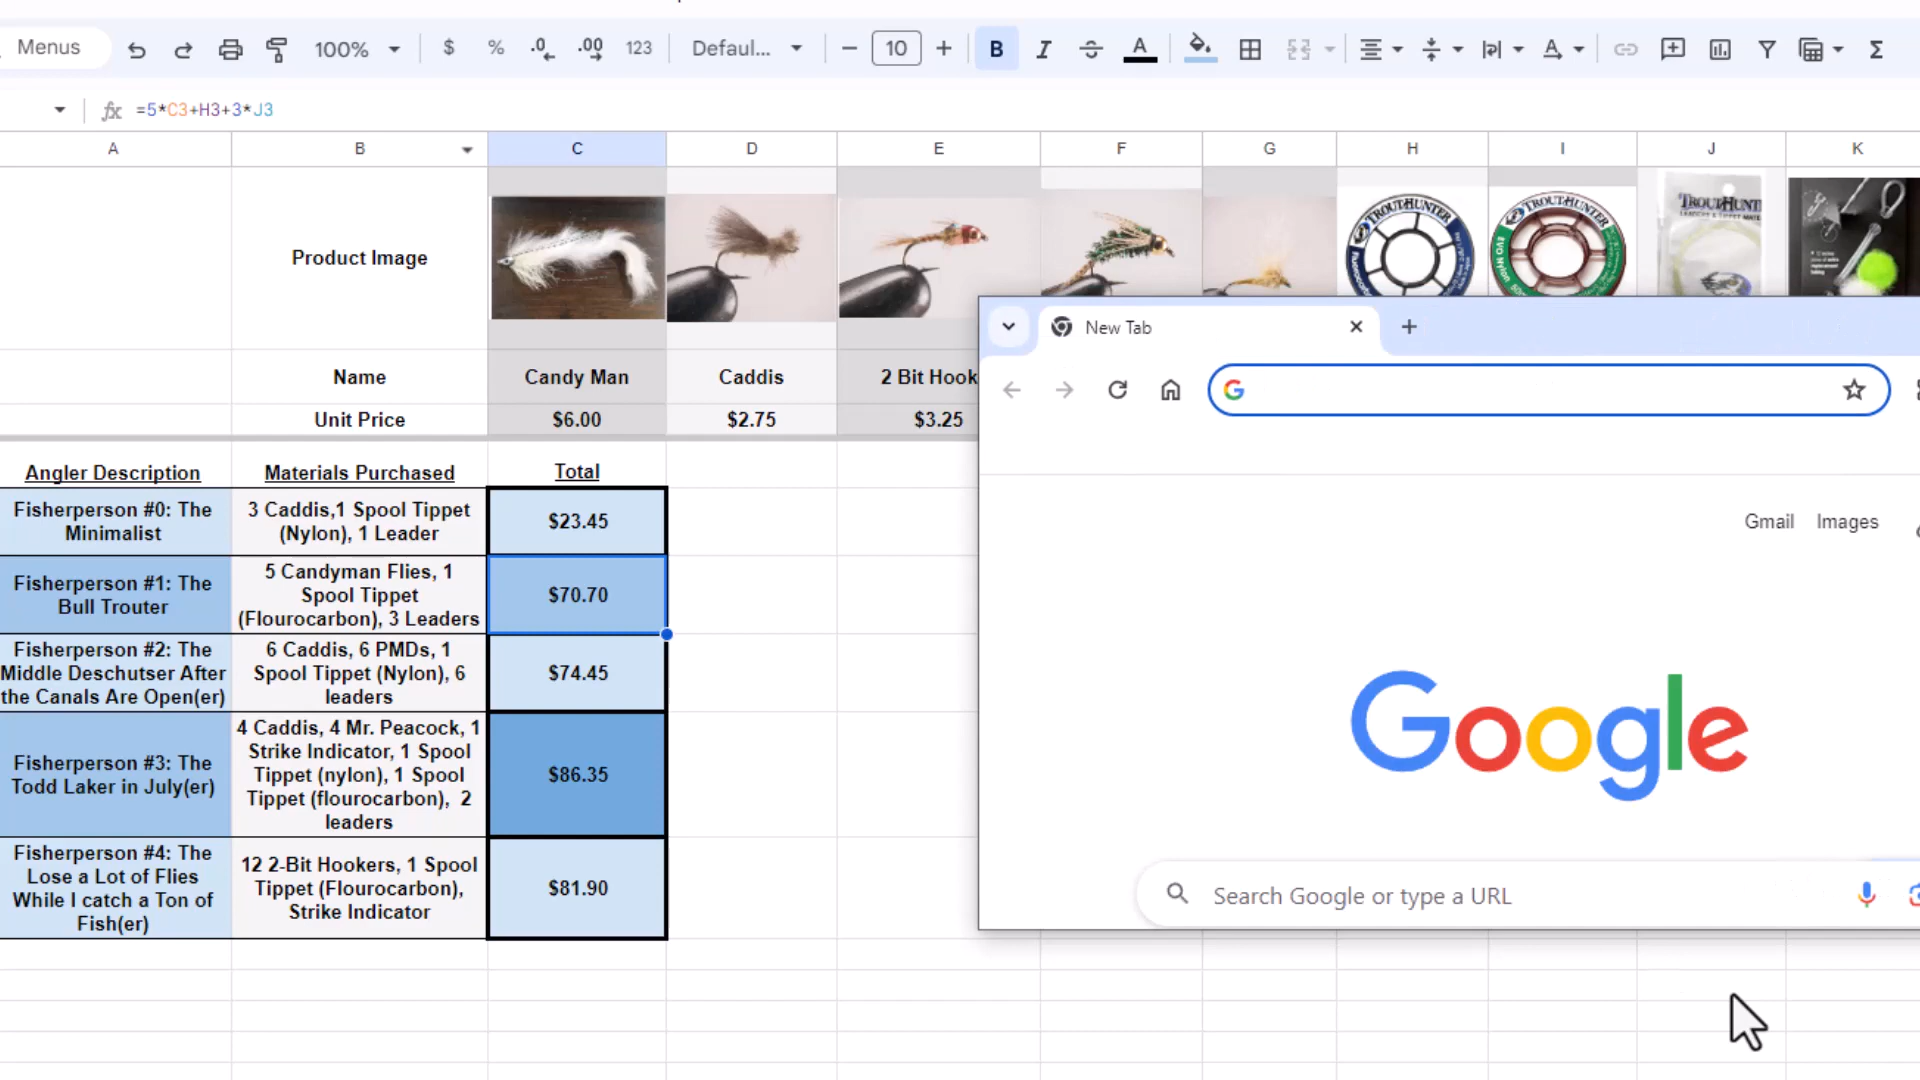 Menus
100%
$ % .0 .00 123 Defaul... 10 B I A
fx =5*C3+H3+3*J3
A B C D E F G H I J K
Product Image
TROUTHUNTER
TROUTHUNTER
TROUTHUNT
New Tab
Name
Candy Man
Caddis
2 Bit Hook
Unit Price
$6.00
$2.75
$3.25
Angler Description
Materials Purchased
Total
Fisherperson #0: The
Minimalist
3 Caddis,1 Spool Tippet
(Nylon), 1 Leader
$23.45
Fisherperson #1: The
Bull Trouter
5 Candyman Flies, 1
Spool Tippet
(Flourocarbon), 3 Leaders
$70.70
Fisherperson #2: The
Middle Deschutser After
the Canals Are Open(er)
6 Caddis, 6 PMDs, 1
Spool Tippet (Nylon), 6
leaders
$74.45
Fisherperson #3: The
Todd Laker in July(er)
4 Caddis, 4 Mr. Peacock, 1
Strike Indicator, 1 Spool
Tippet (nylon), 1 Spool
Tippet (flourocarbon), 2
leaders
$86.35
Fisherperson #4: The
Lose a Lot of Flies
While I catch a Ton of
Fish(er)
12 2-Bit Hookers, 1 Spool
Tippet (Flourocarbon),
Strike Indicator
$81.90
Gmail Images
Google
Search Google or type a URL